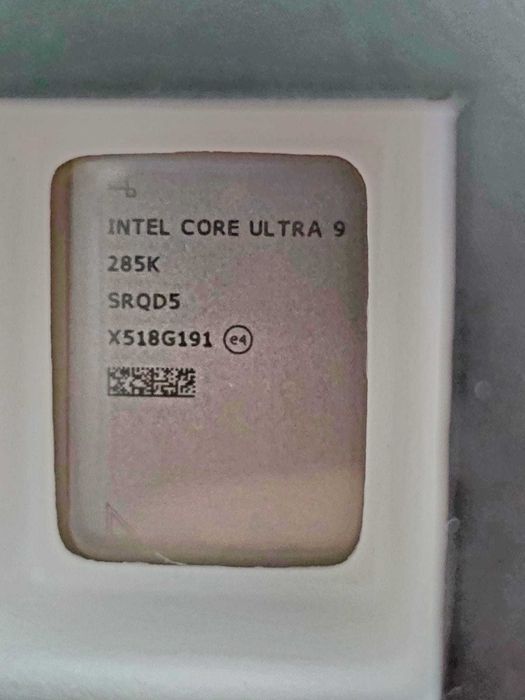 INTEL CORE ULTRA 9
285K
SRQD5
X518G191 e4